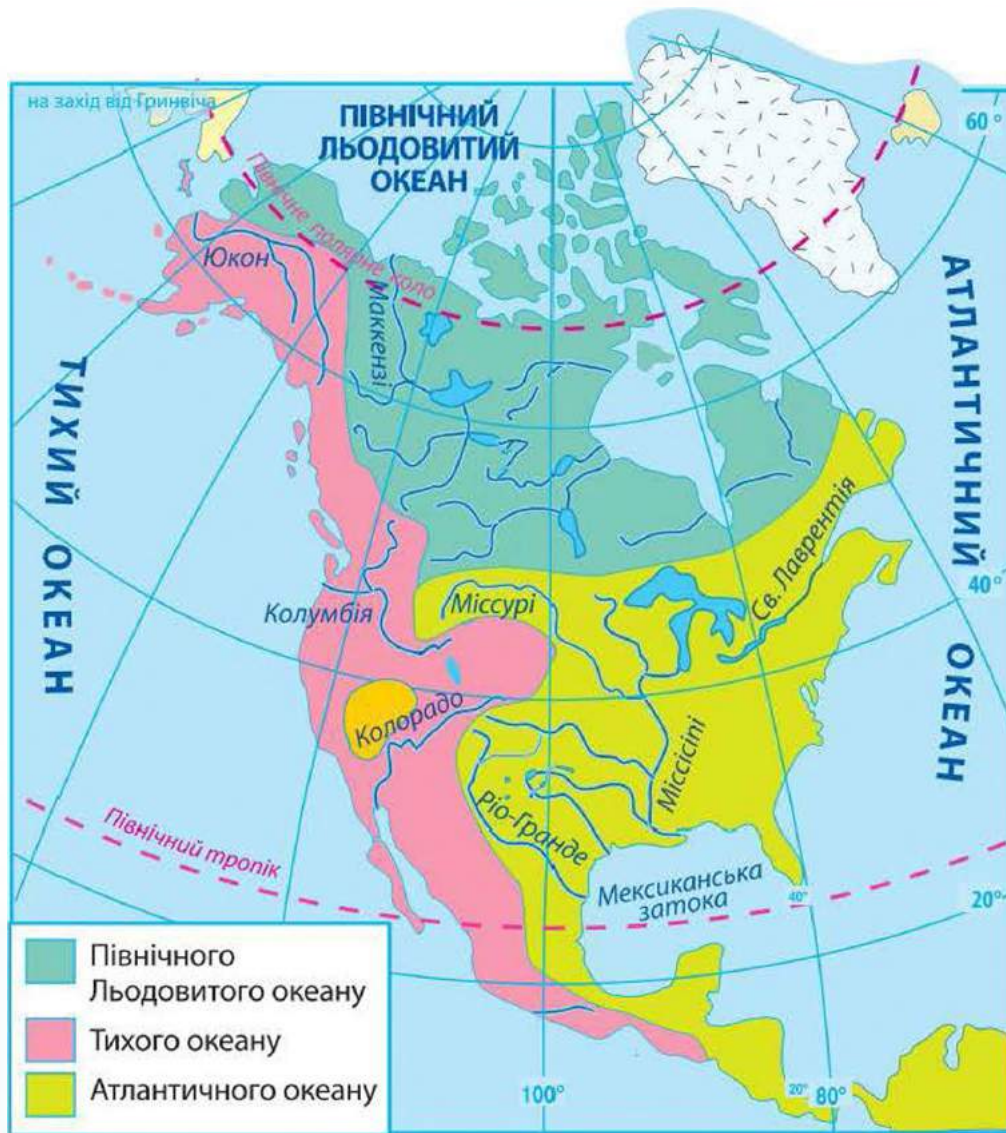 на захід від Гринвіча
ПІВНІЧНИЙ
ЛЬОДОВИТИЙ
ОКЕАН
60°
Північне полярне коло
Юкон
Маккензі
ТИХИЙ ОКЕАН
АТЛАНТИЧНИЙ ОКЕАН
Св. Лаврентія
40°
Міссурі
Колумбія
Колорадо
Міссісіпі
ріо-Гранде
Північний тропік
Мексиканська
затока
40°
20°
Північного
Льодовитого океану
Тихого океану
Атлантичного океану
100°
20°
80°